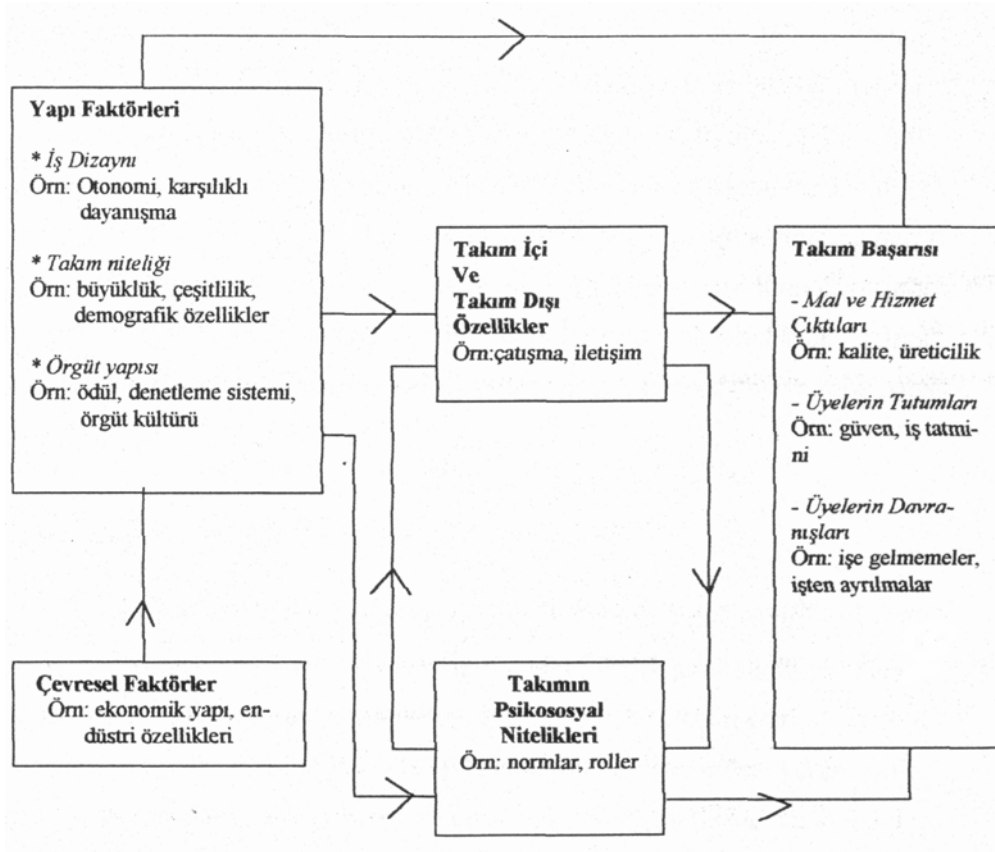 Yapı Faktörleri
* İş Dizaynı
Örn: Otonomi, karşılıklı
dayanışma
* Takım niteliği
Örn: büyüklük, çeşitlilik,
demografik özellikler
* Örgüt yapısı
Örn: ödül, denetleme sistemi,
örgüt kültürü
Çevresel Faktörler
Örn: ekonomik yapı, en-
düstri özellikleri
Takım İçi
Ve
Takım Dışı
Özellikler
Örn:çatışma, iletişim
Takımın
Psikososyal
Nitelikleri
Örn: normlar, roller
Takım Başarısı
- Mal ve Hizmet
Çıktıları
Örn: kalite, üreticilik
- Üyelerin Tutumları
Örn: güven, iş tatmi-
ni
- Üyelerin Davra-
nışları
Örn: işe gelmemeler,
işten ayrılmalar